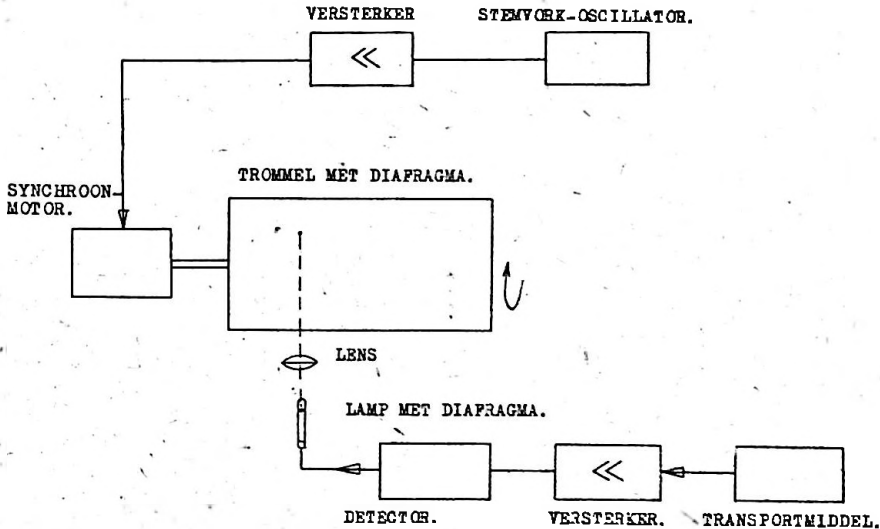 VERSTERKER
STEMVORK-OSCILLATOR.
TROMMEL MET DIAFRAGMA.
SYNCHROON-
MOTOR.
LENS
LAMP MET DIAFRAGMA.
DETECTOR.
VERSTERKER.
TRANSPORTMIDDEL.